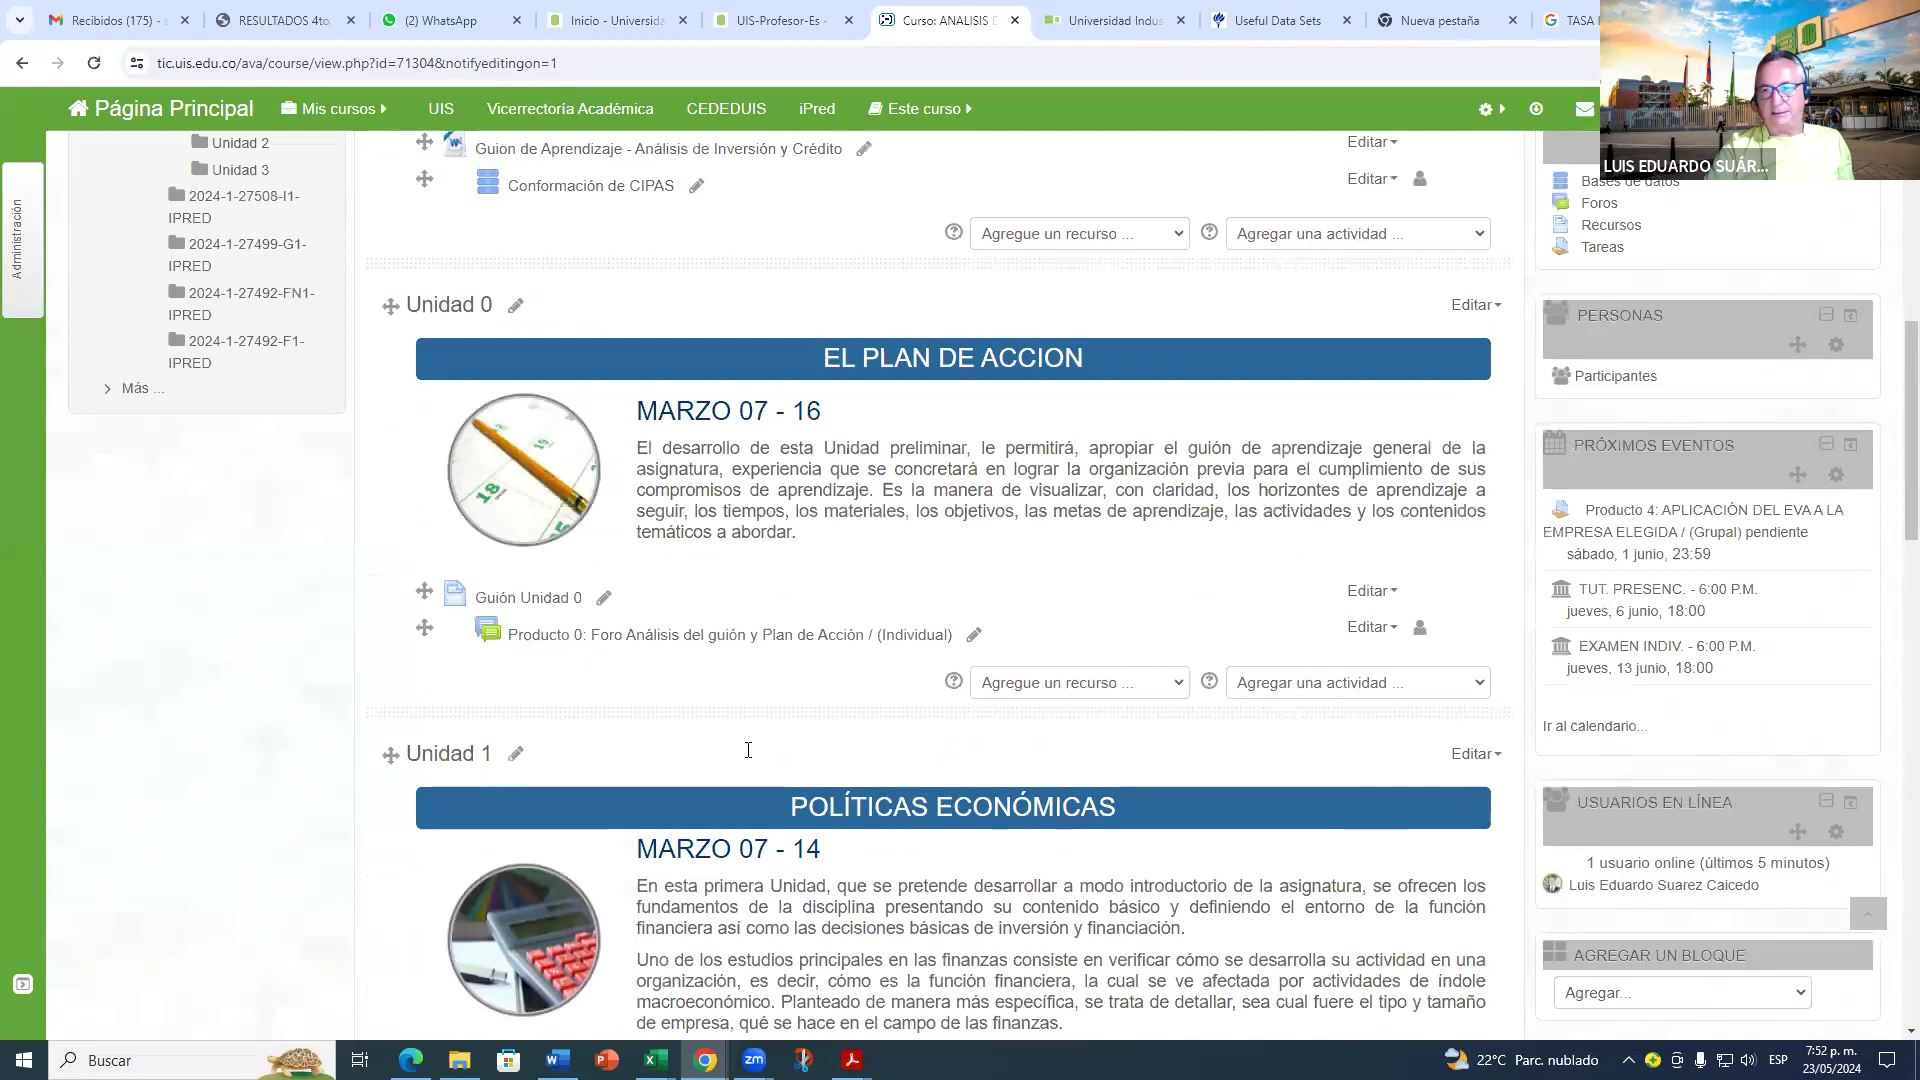 Recibidos (175) - s
RESULTADOS 4to.
(2) WhatsApp
Inicio - Universida
UIS-Profesor-Es -
Curso: ANALISIS D
Universidad Indus
Useful Data Sets
Nueva pestaña
TASA
tic.uis.edu.co/ava/course/view.php?id=71304&notifyeditingon=1
Página Principal
Mis cursos
UIS
Vicerrectoría Académica
CEDEDUIS
iPred
Este curso
LUIS EDUARDO SUÁR...
Administración
Unidad 2
Unidad 3
2024-1-27508-I1-
IPRED
2024-1-27499-G1-
IPRED
2024-1-27492-FN1-
IPRED
2024-1-27492-F1-
IPRED
Más ...
Guion de Aprendizaje - Análisis de Inversión y Crédito
Editar
Conformación de CIPAS
Editar
Agregue un recurso ...
Agregar una actividad ...
Unidad 0
Editar
EL PLAN DE ACCION
MARZO 07 - 16
El desarrollo de esta Unidad preliminar, le permitirá, apropiar el guión de aprendizaje general de la
asignatura, experiencia que se concretará en lograr la organización previa para el cumplimiento de sus
compromisos de aprendizaje. Es la manera de visualizar, con claridad, los horizontes de aprendizaje a
seguir, los tiempos, los materiales, los objetivos, las metas de aprendizaje, las actividades y los contenidos
temáticos a abordar.
18
19
Guión Unidad 0
Editar
Producto 0: Foro Análisis del guión y Plan de Acción / (Individual)
Editar
Agregue un recurso ...
Agregar una actividad ...
Unidad 1
Editar
POLÍTICAS ECONÓMICAS
MARZO 07 - 14
En esta primera Unidad, que se pretende desarrollar a modo introductorio de la asignatura, se ofrecen los
fundamentos de la disciplina presentando su contenido básico y definiendo el entorno de la función
financiera así como las decisiones básicas de inversión y financiación.
Uno de los estudios principales en las finanzas consiste en verificar cómo se desarrolla su actividad en una
organización, es decir, cómo es la función financiera, la cual se ve afectada por actividades de índole
macroeconómico. Planteado de manera más específica, se trata de detallar, sea cual fuere el tipo y tamaño
de empresa, qué se hace en el campo de las finanzas.
Bases de datos
Foros
Recursos
Tareas
PERSONAS
Participantes
PRÓXIMOS EVENTOS
Producto 4: APLICACIÓN DEL EVA A LA
EMPRESA ELEGIDA / (Grupal) pendiente
sábado, 1 junio, 23:59
TUT. PRESENC. - 6:00 P.M.
jueves, 6 junio, 18:00
EXAMEN INDIV. - 6:00 P.M.
jueves, 13 junio, 18:00
Ir al calendario...
USUARIOS EN LÍNEA
1 usuario online (últimos 5 minutos)
Luis Eduardo Suarez Caicedo
AGREGAR UN BLOQUE
Agregar...
Buscar
22°C Parc. nublado
ESP
7:52 p. m.
23/05/2024